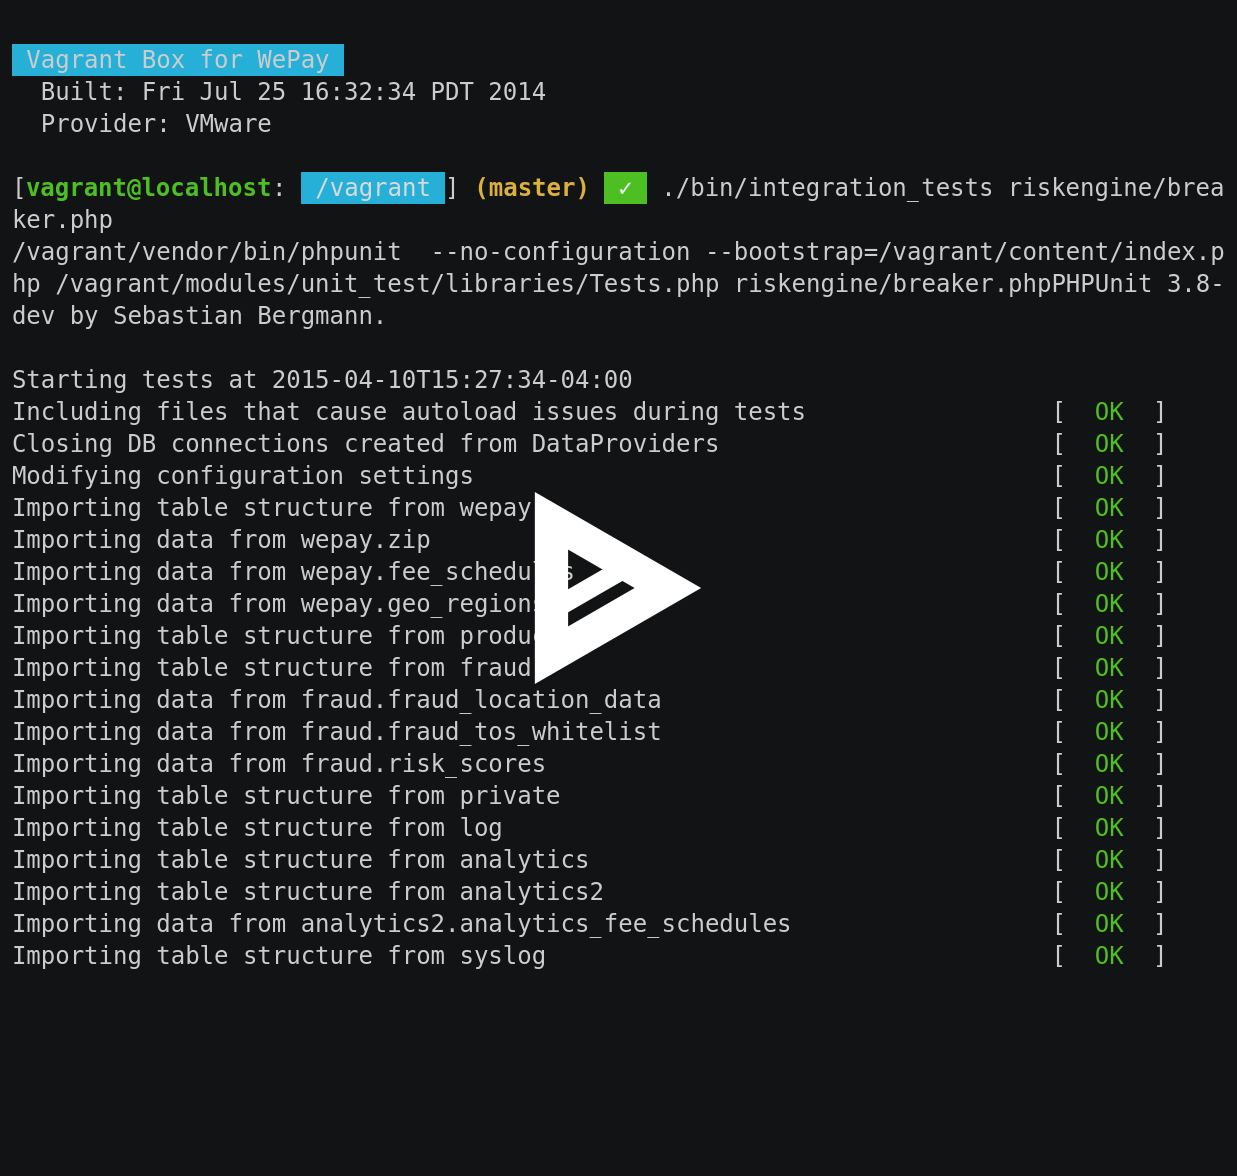 Vagrant Box for WePay
Built: Fri Jul 25 16:32:34 PDT 2014
Provider: VMware
[vagrant@localhost: /vagrant ] (master) ✓ ./bin/integration_tests riskengine/brea
ker.php
/vagrant/vendor/bin/phpunit  --no-configuration --bootstrap=/vagrant/content/index.p
hp /vagrant/modules/unit_test/libraries/Tests.php riskengine/breaker.phpPHPUnit 3.8-
dev by Sebastian Bergmann.
Starting tests at 2015-04-10T15:27:34-04:00
Including files that cause autoload issues during tests [ OK ]
Closing DB connections created from DataProviders [ OK ]
Modifying configuration settings [ OK ]
Importing table structure from wepay [ OK ]
Importing data from wepay.zip [ OK ]
Importing data from wepay.fee_schedules [ OK ]
Importing data from wepay.geo_regions [ OK ]
Importing table structure from [ OK ]
Importing table structure from fraud [ OK ]
Importing data from fraud.fraud_location_data [ OK ]
Importing data from fraud.fraud_tos_whitelist [ OK ]
Importing data from fraud.risk_scores [ OK ]
Importing table structure from private [ OK ]
Importing table structure from log [ OK ]
Importing table structure from analytics [ OK ]
Importing table structure from analytics2 [ OK ]
Importing data from analytics2.analytics_fee_schedules [ OK ]
Importing table structure from syslog [ OK ]